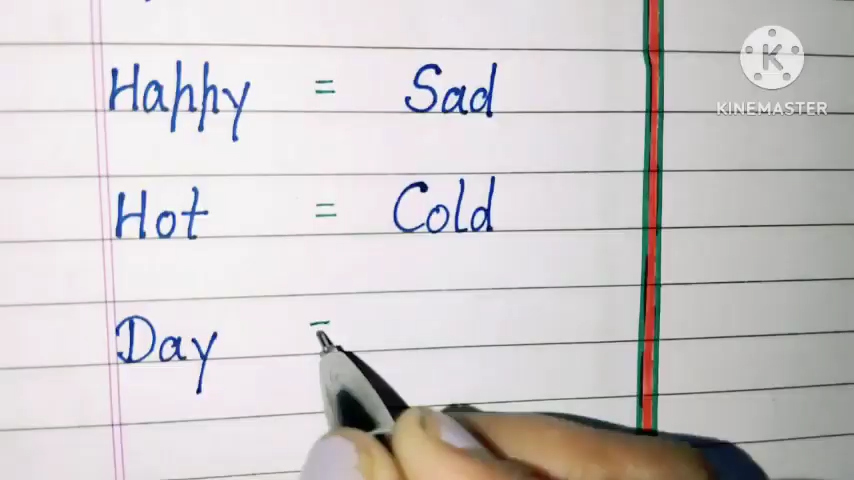 Happy = Sad
KINEMASTER
Hot = Cold
Day -